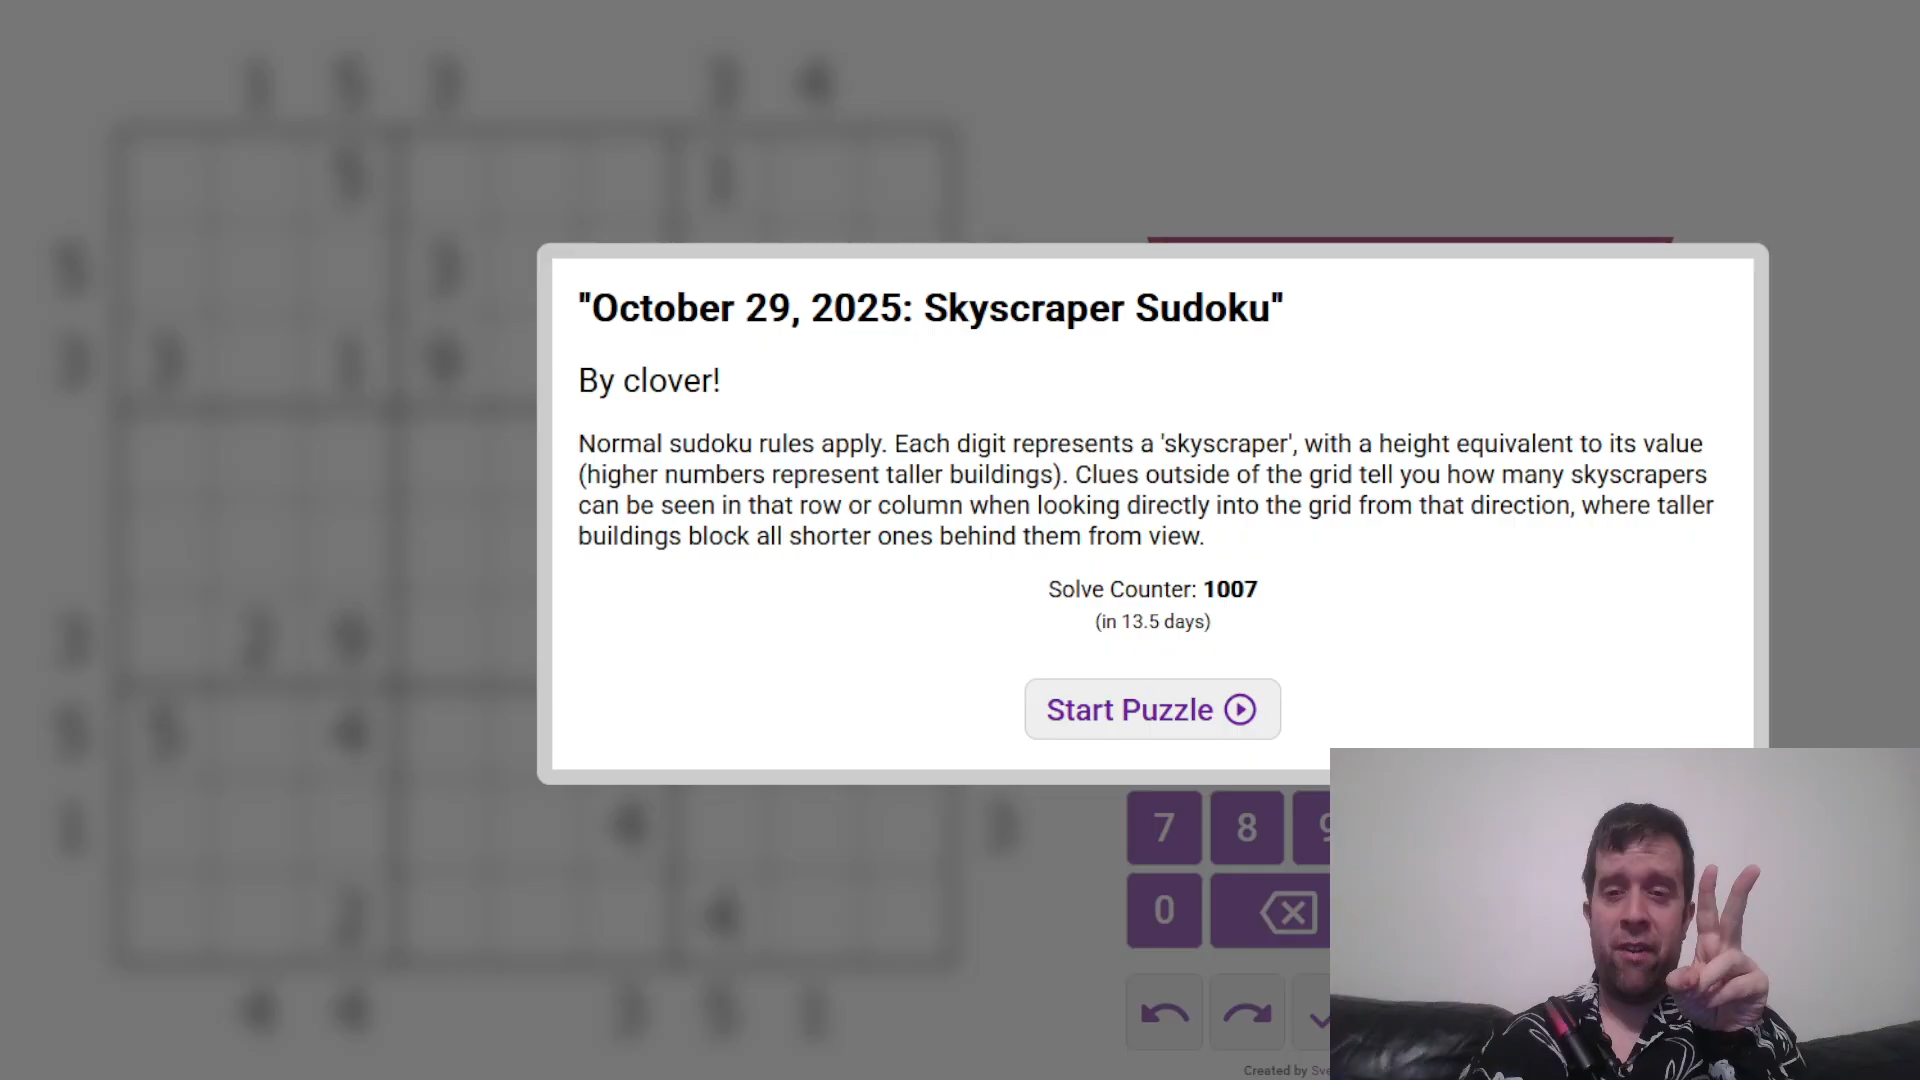 "October 29, 2025: Skyscraper Sudoku"
By clover!
Normal sudoku rules apply. Each digit represents a 'skyscraper', with a height equivalent to its value
(higher numbers represent taller buildings). Clues outside of the grid tell you how many skyscrapers
can be seen in that row or column when looking directly into the grid from that direction, where taller
buildings block all shorter ones behind them from view.
Solve Counter: 1007
(in 13.5 days)
Start Puzzle
7 8
0
Created by